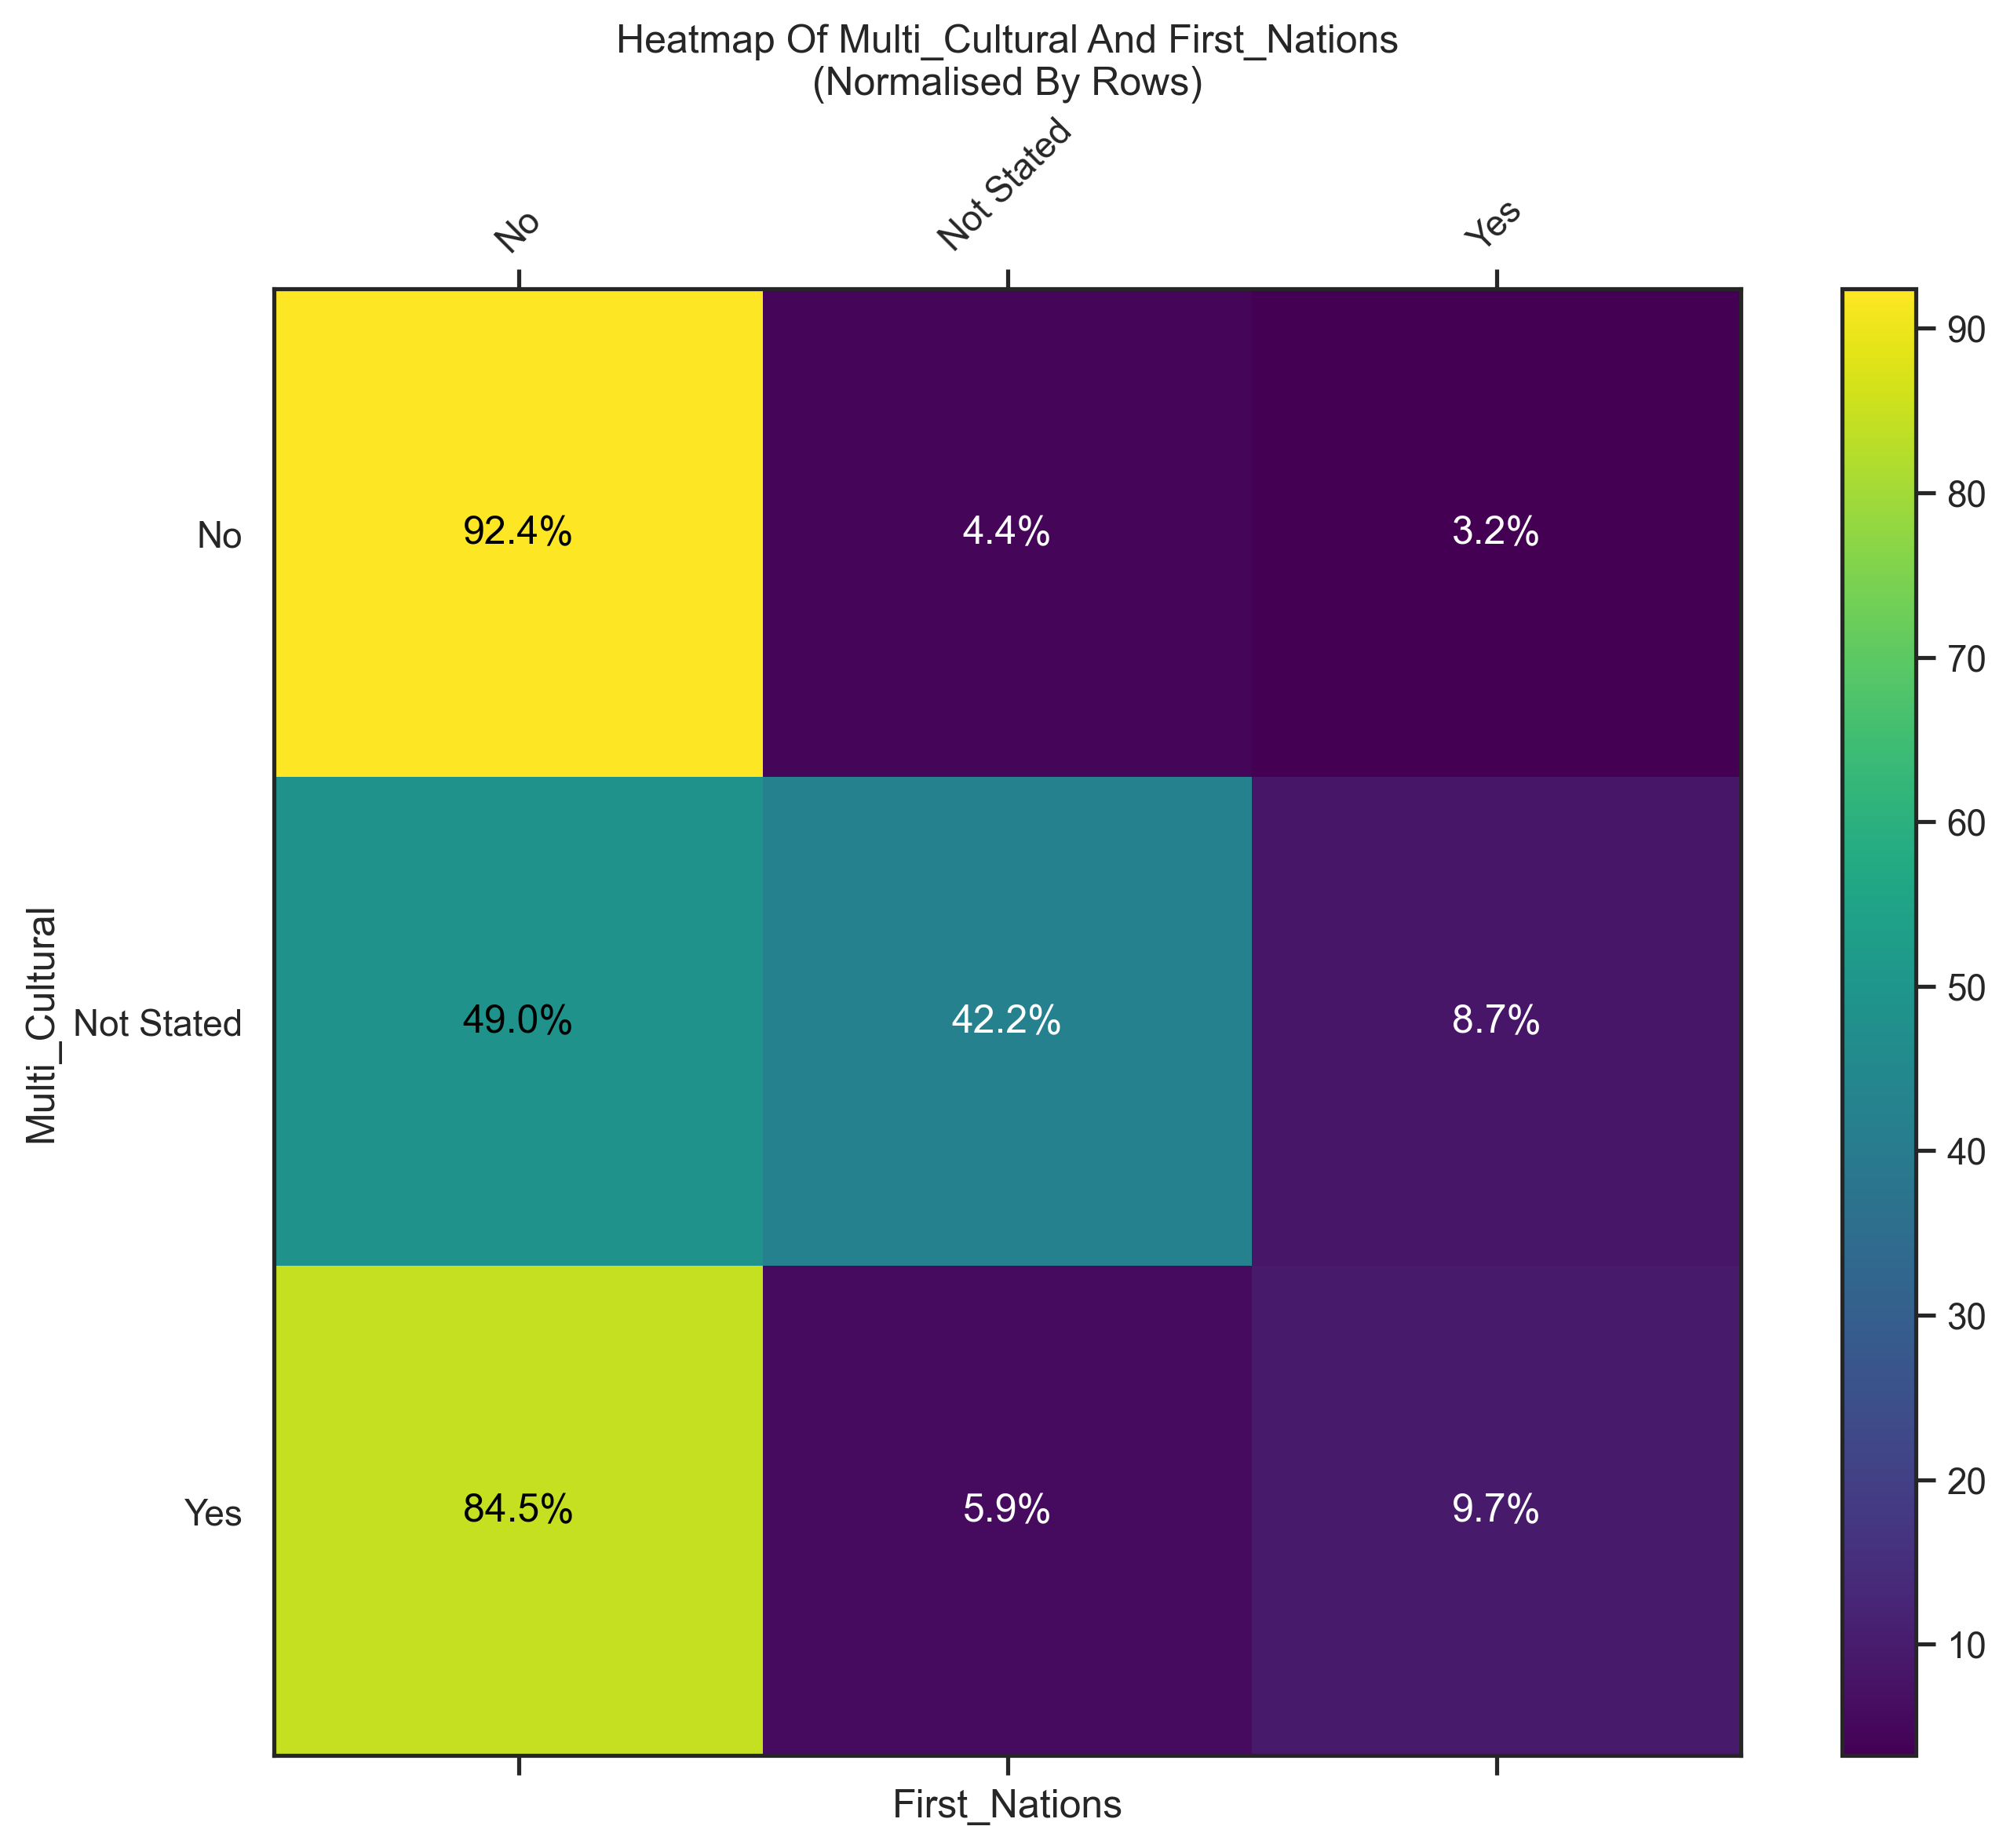 Heatmap Of Multi_Cultural And First_Nations
(Normalised By Rows)
No
Not Stated
Yes
90
80
70
60
50
40
30
20
10
No
92.4%
4.4%
3.2%
Multi_Cultural
Not Stated
49.0%
42.2%
8.7%
Yes
84.5%
5.9%
9.7%
First_Nations